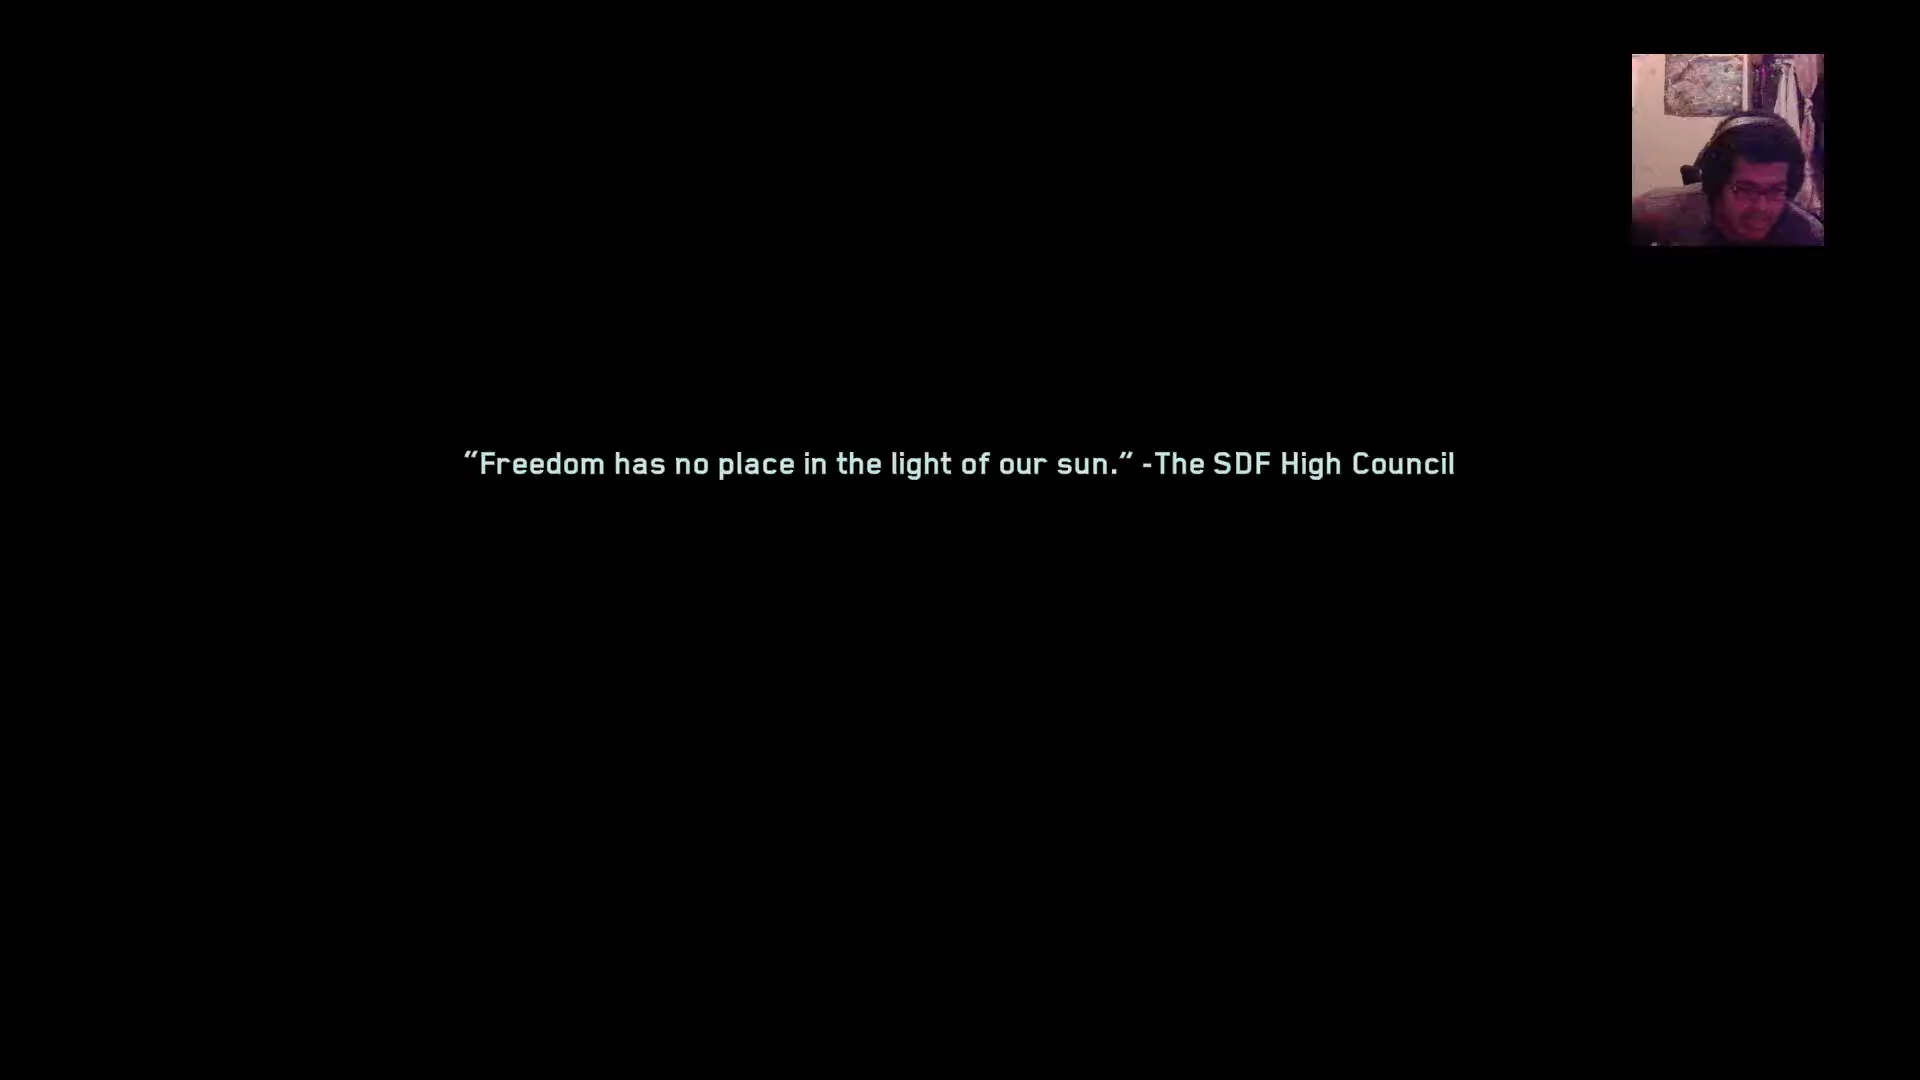 “Freedom has no place in the light of our sun.” -The SDF High Council